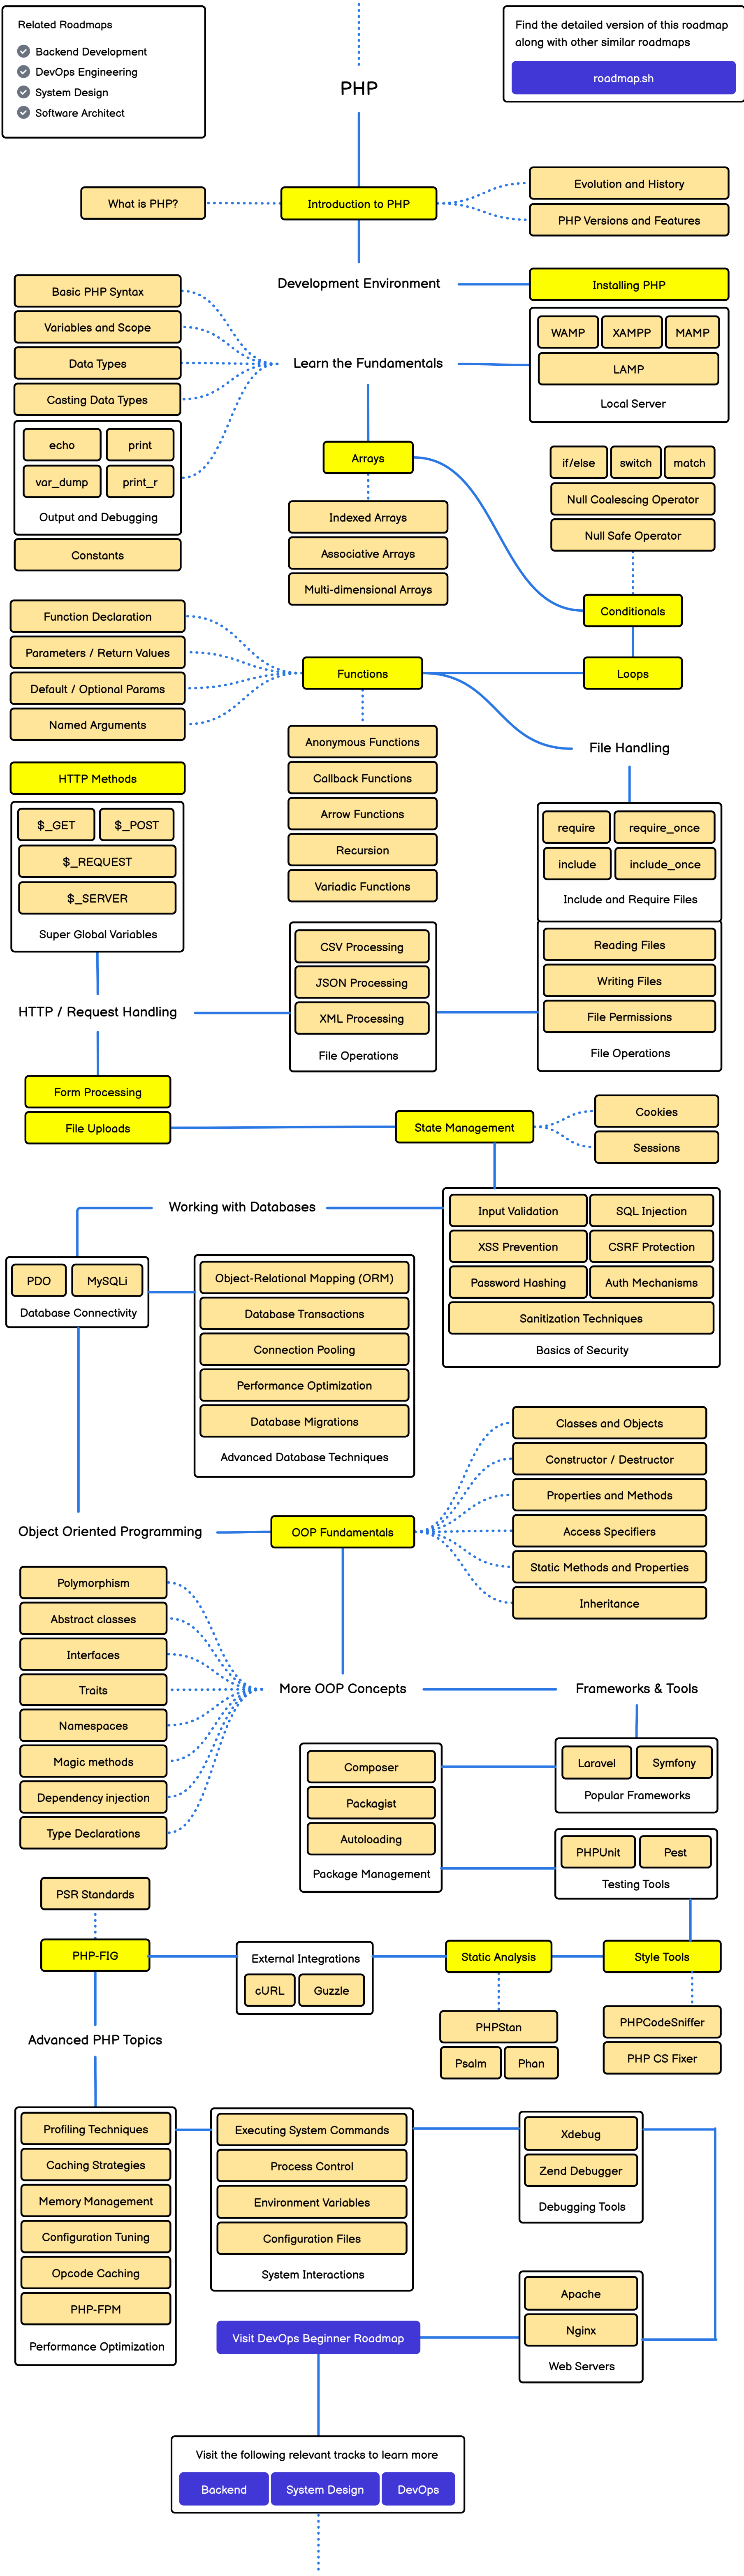 Related Roadmaps
Backend Development
DevOps Engineering
System Design
Software Architect
Find the detailed version of this roadmap
along with other similar roadmaps
roadmap.sh
PHP
What is PHP?
Introduction to PHP
Evolution and History
PHP Versions and Features
Development Environment
Installing PHP
WAMP
XAMPP
MAMP
LAMP
Local Server
Learn the Fundamentals
Basic PHP Syntax
Variables and Scope
Data Types
Casting Data Types
echo
print
var_dump
print_r
Output and Debugging
Constants
Arrays
Indexed Arrays
Associative Arrays
Multi-dimensional Arrays
if/else
switch
match
Null Coalescing Operator
Null Safe Operator
Conditionals
Loops
Functions
Function Declaration
Parameters / Return Values
Default / Optional Params
Named Arguments
Anonymous Functions
Callback Functions
Arrow Functions
Recursion
Variadic Functions
File Handling
require
require_once
include
include_once
Include and Require Files
Reading Files
Writing Files
File Permissions
File Operations
CSV Processing
JSON Processing
XML Processing
File Operations
HTTP Methods
$_GET
$_POST
$_REQUEST
$_SERVER
Super Global Variables
HTTP / Request Handling
Form Processing
File Uploads
State Management
Cookies
Sessions
Input Validation
SQL Injection
XSS Prevention
CSRF Protection
Password Hashing
Auth Mechanisms
Sanitization Techniques
Basics of Security
Working with Databases
PDO
MySQLi
Database Connectivity
Object-Relational Mapping (ORM)
Database Transactions
Connection Pooling
Performance Optimization
Database Migrations
Advanced Database Techniques
Object Oriented Programming
OOP Fundamentals
Classes and Objects
Constructor / Destructor
Properties and Methods
Access Specifiers
Static Methods and Properties
Inheritance
Polymorphism
Abstract classes
Interfaces
Traits
Namespaces
Magic methods
Dependency injection
Type Declarations
More OOP Concepts
Frameworks & Tools
Laravel
Symfony
Popular Frameworks
Composer
Packagist
Autoloading
Package Management
PHPUnit
Pest
Testing Tools
PSR Standards
PHP-FIG
External Integrations
cURL
Guzzle
Static Analysis
PHPStan
Psalm
Phan
Style Tools
PHPCodeSniffer
PHP CS Fixer
Advanced PHP Topics
Profiling Techniques
Caching Strategies
Memory Management
Configuration Tuning
Opcode Caching
PHP-FPM
Performance Optimization
Executing System Commands
Process Control
Environment Variables
Configuration Files
System Interactions
Xdebug
Zend Debugger
Debugging Tools
Apache
Nginx
Web Servers
Visit DevOps Beginner Roadmap
Visit the following relevant tracks to learn more
Backend
System Design
DevOps